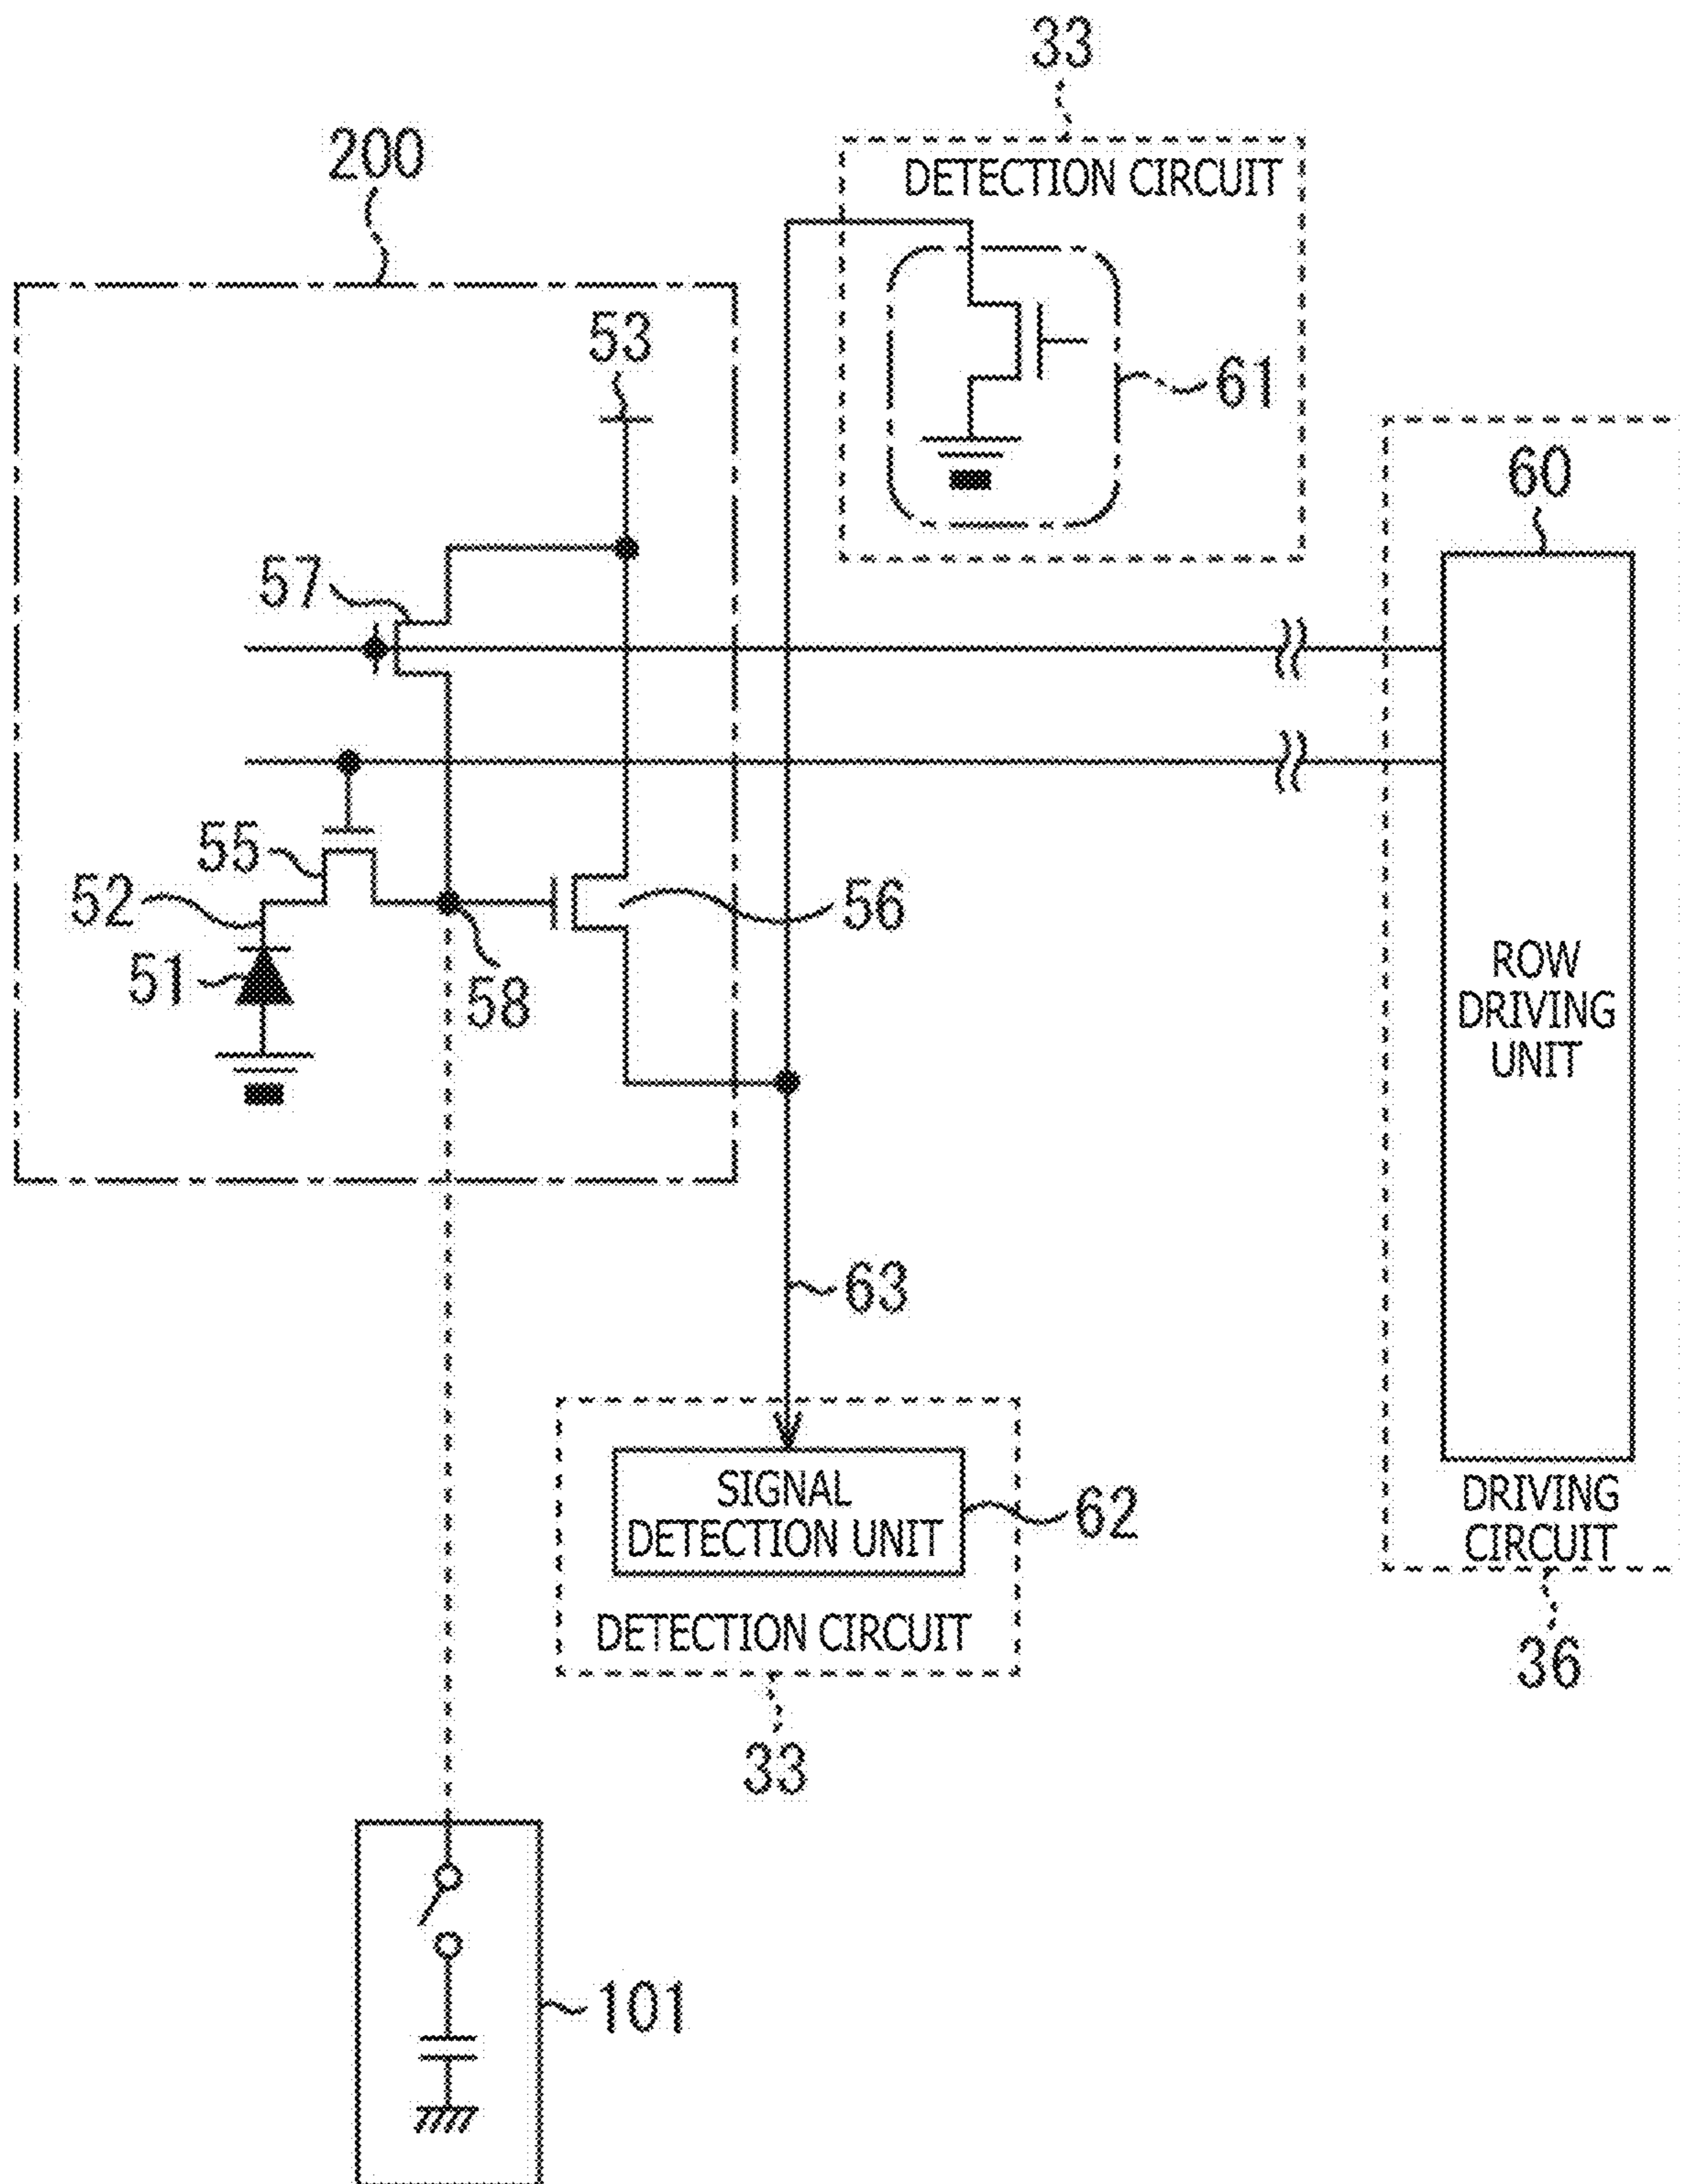 33
200
DETECTION CIRCUIT
53
61
60
57
55
52
56
51
58
ROW
DRIVING
UNIT
63
SIGNAL
DETECTION UNIT
62
DRIVING
CIRCUIT
DETECTION CIRCUIT
36
33
101